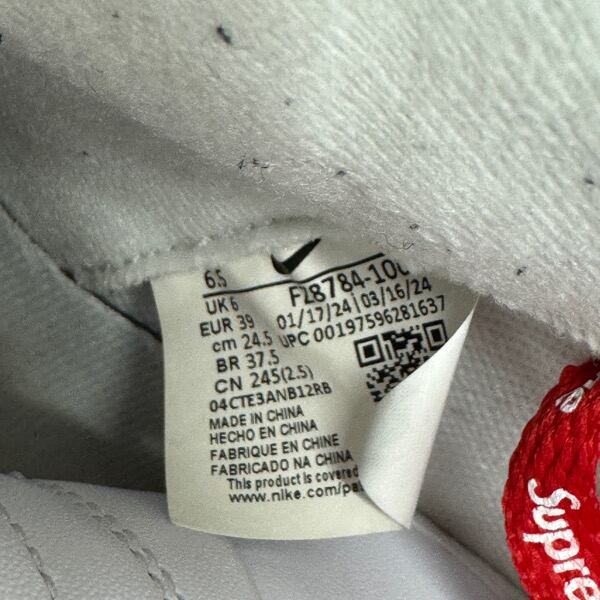 6.5
UK 6
EUR 39
cm 24.5
BR 37.5
CN 245(2.5)
04CTE3ANB12RB
MADE IN CHINA
HECHO EN CHINA
FABRIQUE EN CHINE
FABRICADO NA CHINA
This product is covered
www.nike.com/pa
01/17/24 | 03/16/24
UPC 00197596281637
Supre